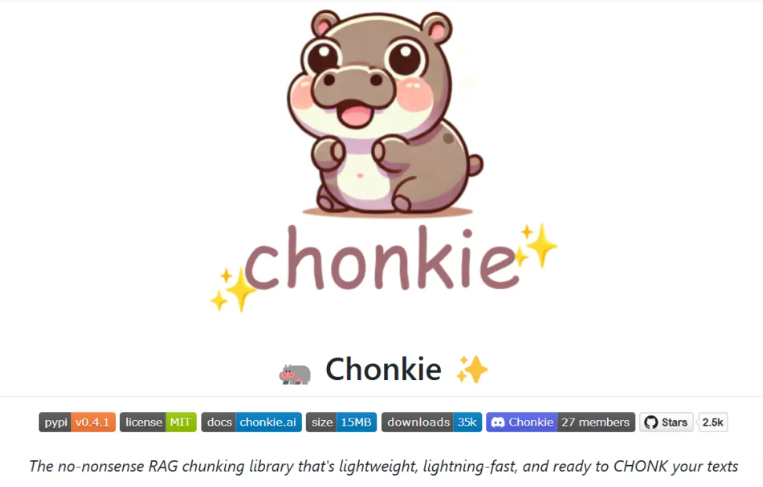 chonkie
Chonkie
pypi v0.4.1 license MIT docs chonkie.ai size 15MB downloads 35k Chonkie 27 members Stars 2.5k
The no-nonsense RAG chunking library that's lightweight, lightning-fast, and ready to CHONK your texts